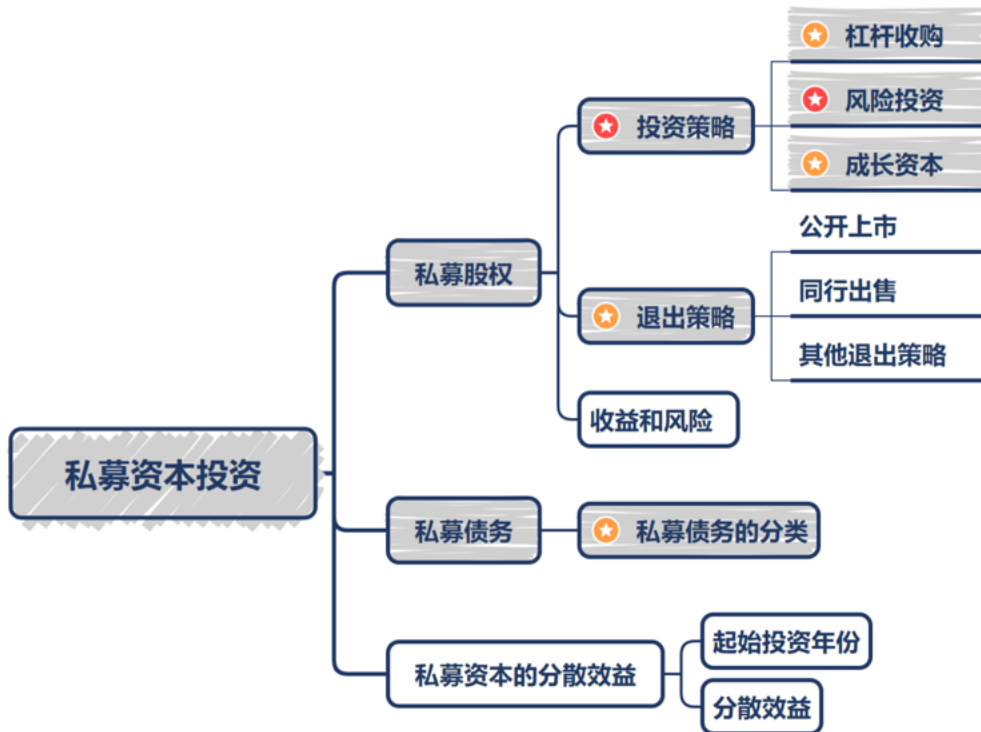 私募资本投资
私募股权
投资策略
杠杆收购
风险投资
成长资本
退出策略
公开上市
同行出售
其他退出策略
收益和风险
私募债务
私募债务的分类
私募资本的分散效益
起始投资年份
分散效益